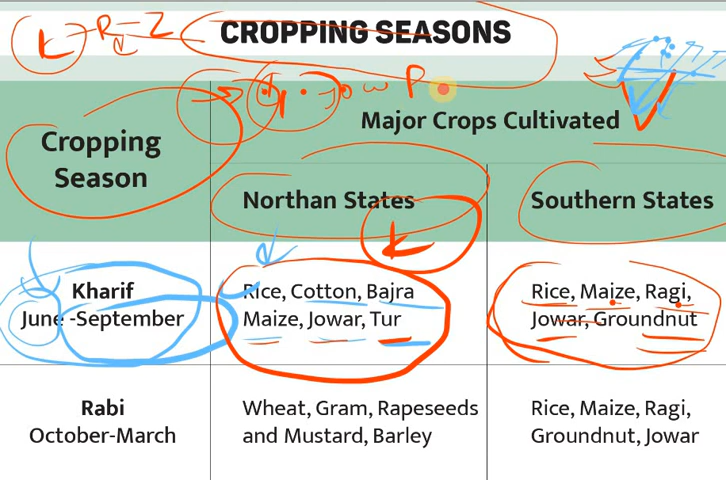 K - R - Z
CROPPING SEASONS
Cropping
Season
Major Crops Cultivated
Northan States
Southern States
K
Kharif
June -September
Rice, Cotton, Bajra
Maize, Jowar, Tur
Rice, Maize, Ragi,
Jowar, Groundnut
Rabi
October-March
Wheat, Gram, Rapeseeds
and Mustard, Barley
Rice, Maize, Ragi,
Groundnut, Jowar